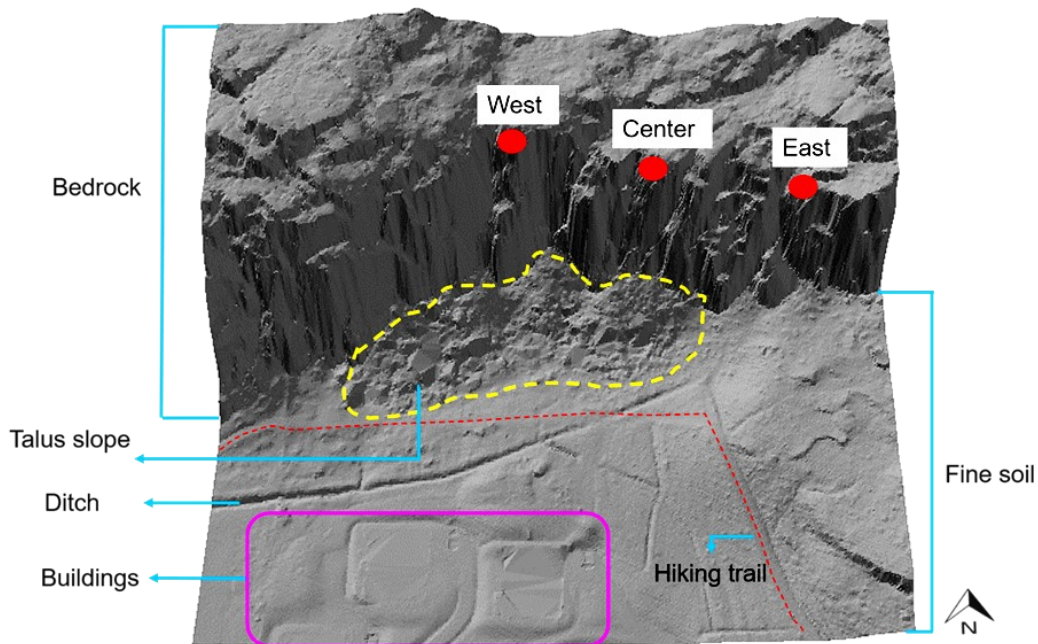 West
Center
East
Bedrock
Talus slope
Ditch
Fine soil
Hiking trail
Buildings
N